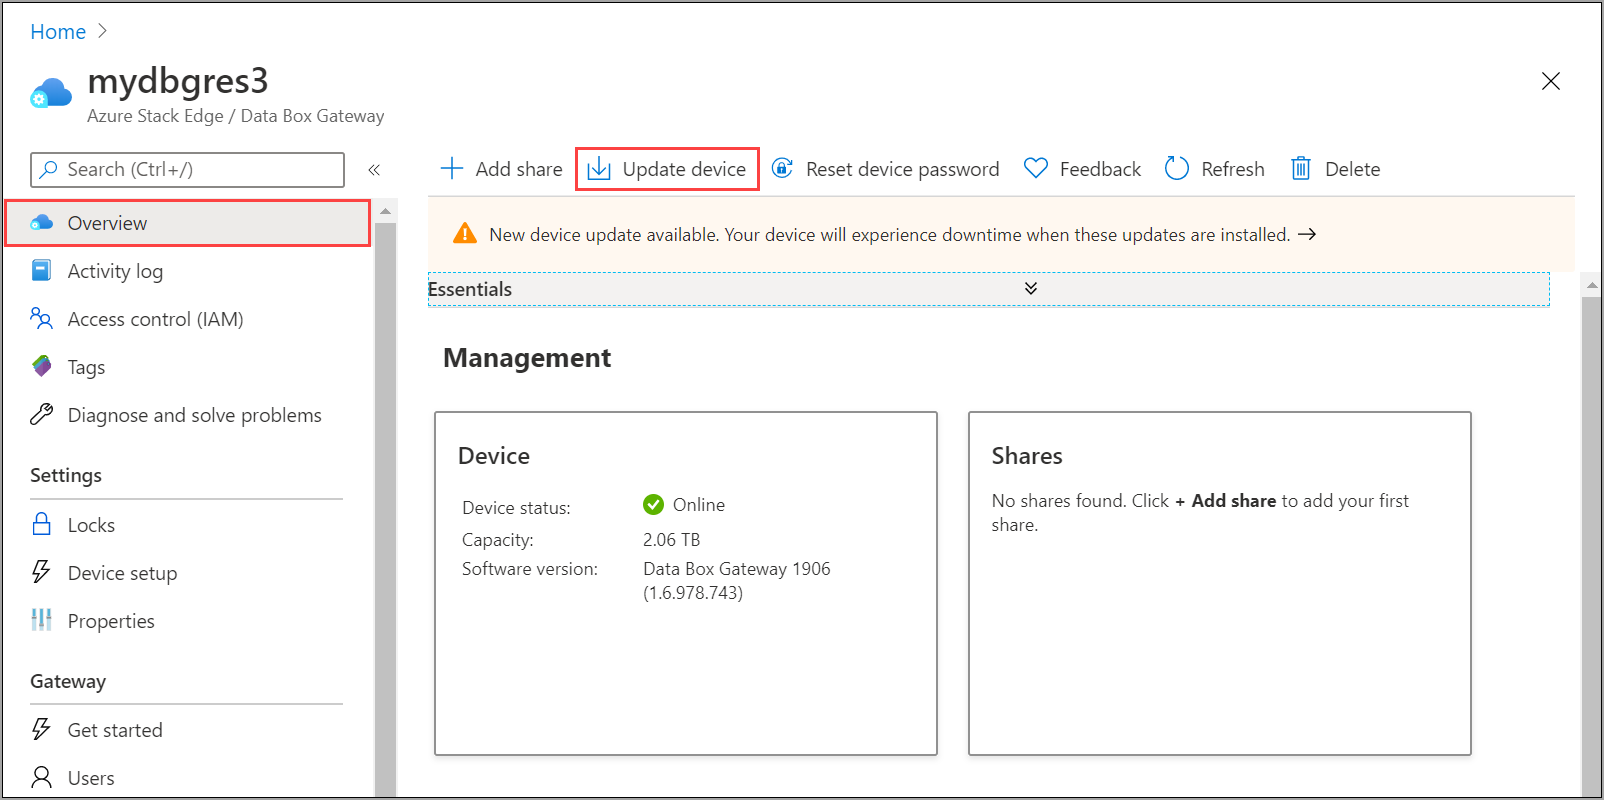 Home
mydbgres3
Azure Stack Edge / Data Box Gateway
Search (Ctrl+/)
Add share
Update device
Reset device password
Feedback
Refresh
Delete
Overview
Activity log
Access control (IAM)
Tags
Diagnose and solve problems
Settings
Locks
Device setup
Properties
Gateway
Get started
Users
New device update available. Your device will experience downtime when these updates are installed. →
Essentials
Management
Device
Device status: Online
Capacity: 2.06 TB
Software version: Data Box Gateway 1906
(1.6.978.743)
Shares
No shares found. Click + Add share to add your first
share.